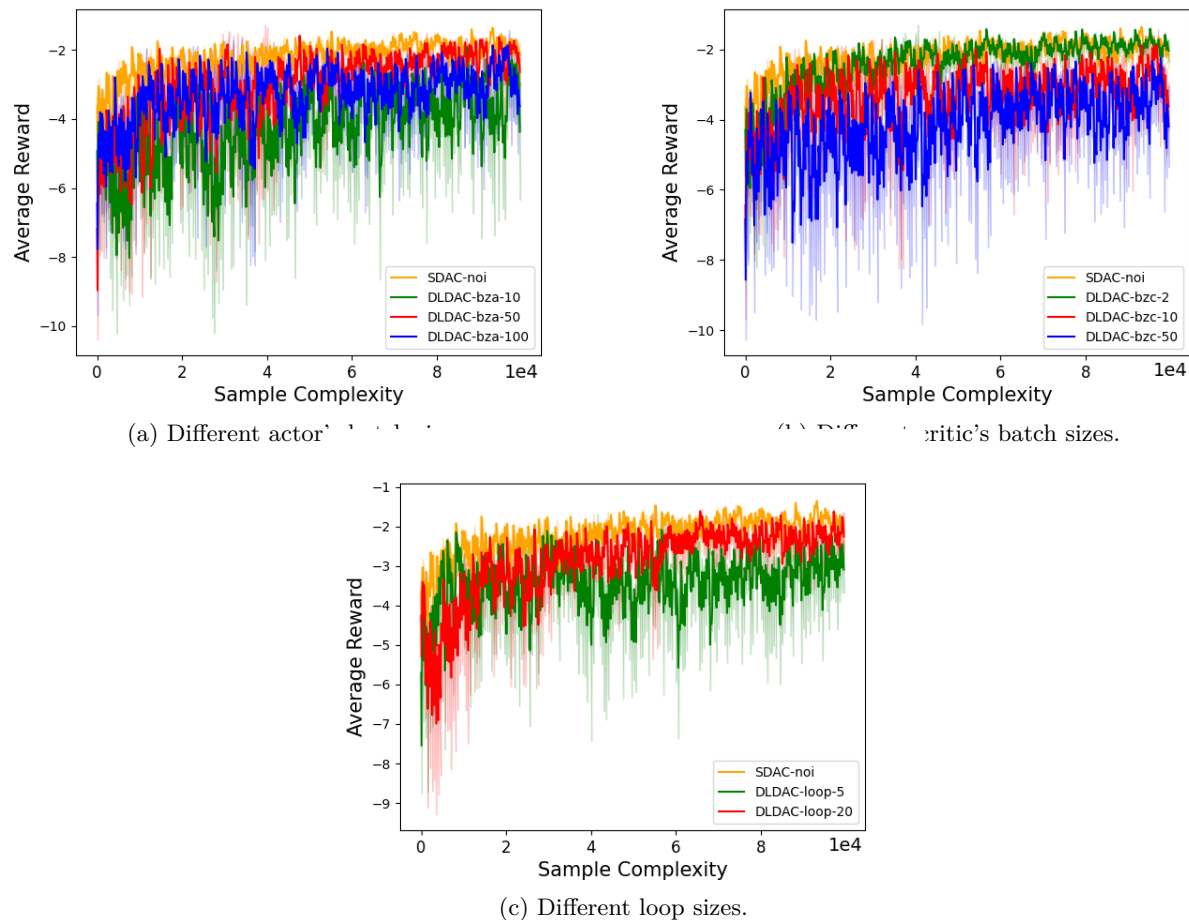 −2
−4
−6
−8
−10
Average Reward
SDAC-noi
DLDAC-bza-10
DLDAC-bza-50
DLDAC-bza-100
0
2
4
6
8
1e4
Sample Complexity
(a) Different actor's
−2
−4
−6
−8
−10
Average Reward
SDAC-noi
DLDAC-bzc-2
DLDAC-bzc-10
DLDAC-bzc-50
0
2
4
6
8
1e4
Sample Complexity
critic's batch sizes.
−1
−2
−3
−4
−5
−6
−7
−8
−9
Average Reward
SDAC-noi
DLDAC-loop-5
DLDAC-loop-20
0
2
4
6
8
1e4
Sample Complexity
(c) Different loop sizes.